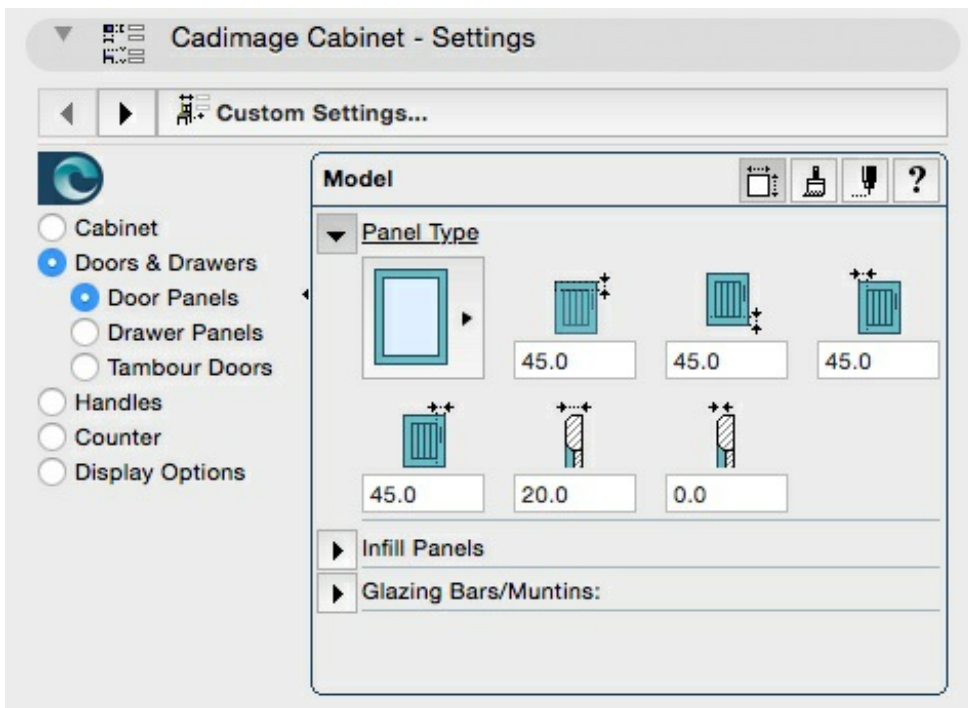 Cadimage Cabinet - Settings
Custom Settings...
Cabinet
Doors & Drawers
Door Panels
Drawer Panels
Tambour Doors
Handles
Counter
Display Options
Model
?
Panel Type
45.0 45.0 45.0
45.0 20.0 0.0
Infill Panels
Glazing Bars/Muntins: